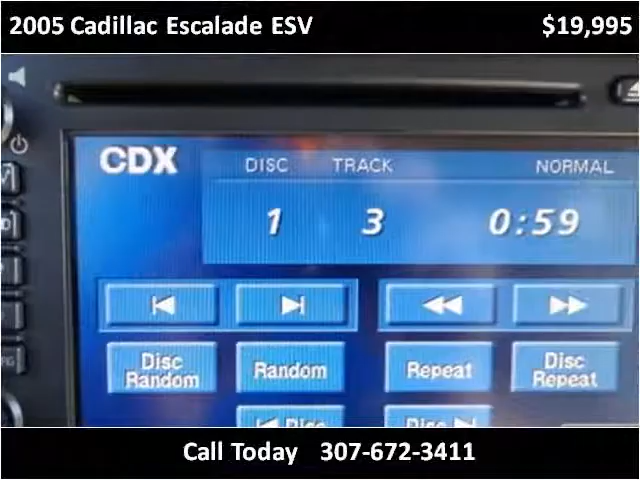 2005 Cadillac Escalade ESV $19,995
CDX DISC TRACK NORMAL
1 3 0:59
Disc Random Random Repeat Disc Repeat
Disc Disc
Call Today 307-672-3411